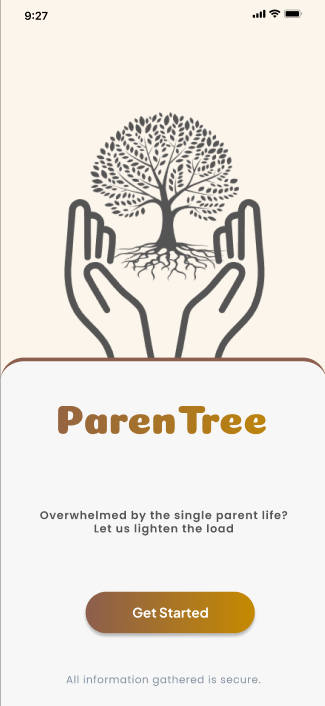 9:27
ParenTree
Overwhelmed by the single parent life?
Let us lighten the load
Get Started
All information gathered is secure.